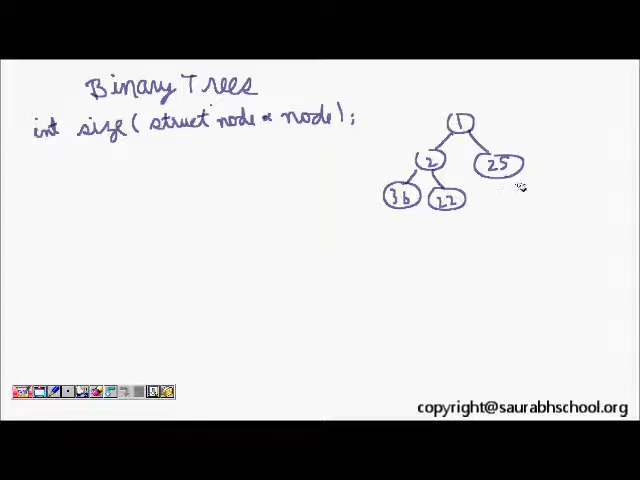 Binary Trees
int size( struct node * node);
1
2 25
36 22
copyright@saurabhschool.org